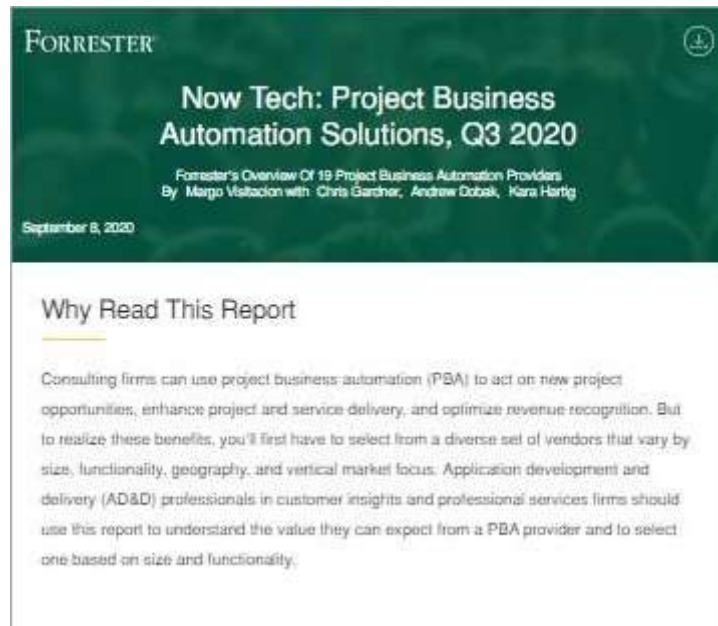 FORRESTER
Now Tech: Project Business
Automation Solutions, Q3 2020
Forrester's Overview Of 19 Project Business Automation Providers
By Margo Visitacion with Chris Gardner, Andrew Dobak, Kara Hartig
September 8, 2020
Why Read This Report
Consulting firms can use project business automation (PBA) to act on new project
opportunities, enhance project and service delivery, and optimize revenue recognition. But
to realize these benefits, you'll first have to select from a diverse set of vendors that vary by
size, functionality, geography, and vertical market focus. Application development and
delivery (AD&D) professionals in customer insights and professional services firms should
use this report to understand the value they can expect from a PBA provider and to select
one based on size and functionality.